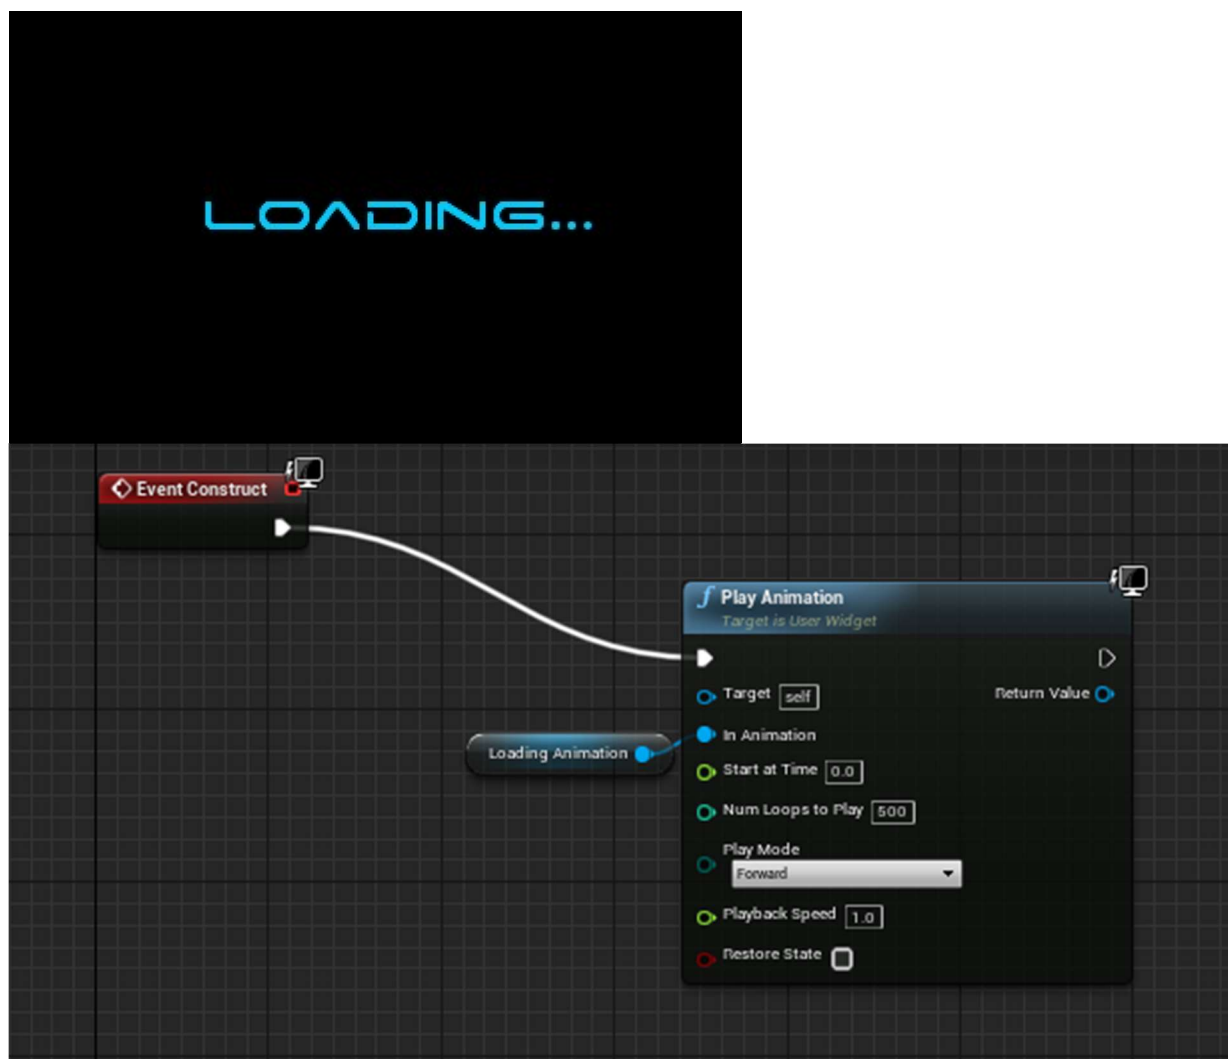 LOADING...
Event Construct
f Play Animation
Target is User Widget
Target self
Return Value
Loading Animation
In Animation
Start at Time 0.0
Num Loops to Play 500
Play Mode
Forward
Playback Speed 1.0
Restore State